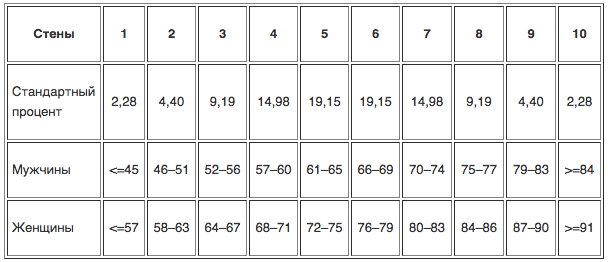 Стены 1 2 3 4 5 6 7 8 9 10
Стандартный
процент 2,28 4,40 9,19 14,98 19,15 19,15 14,98 9,19 4,40 2,28
Мужчины <=45 46–51 52–56 57–60 61–65 66–69 70–74 75–77 79–83 >=84
Женщины <=57 58–63 64–67 68–71 72–75 76–79 80–83 84–86 87–90 >=91